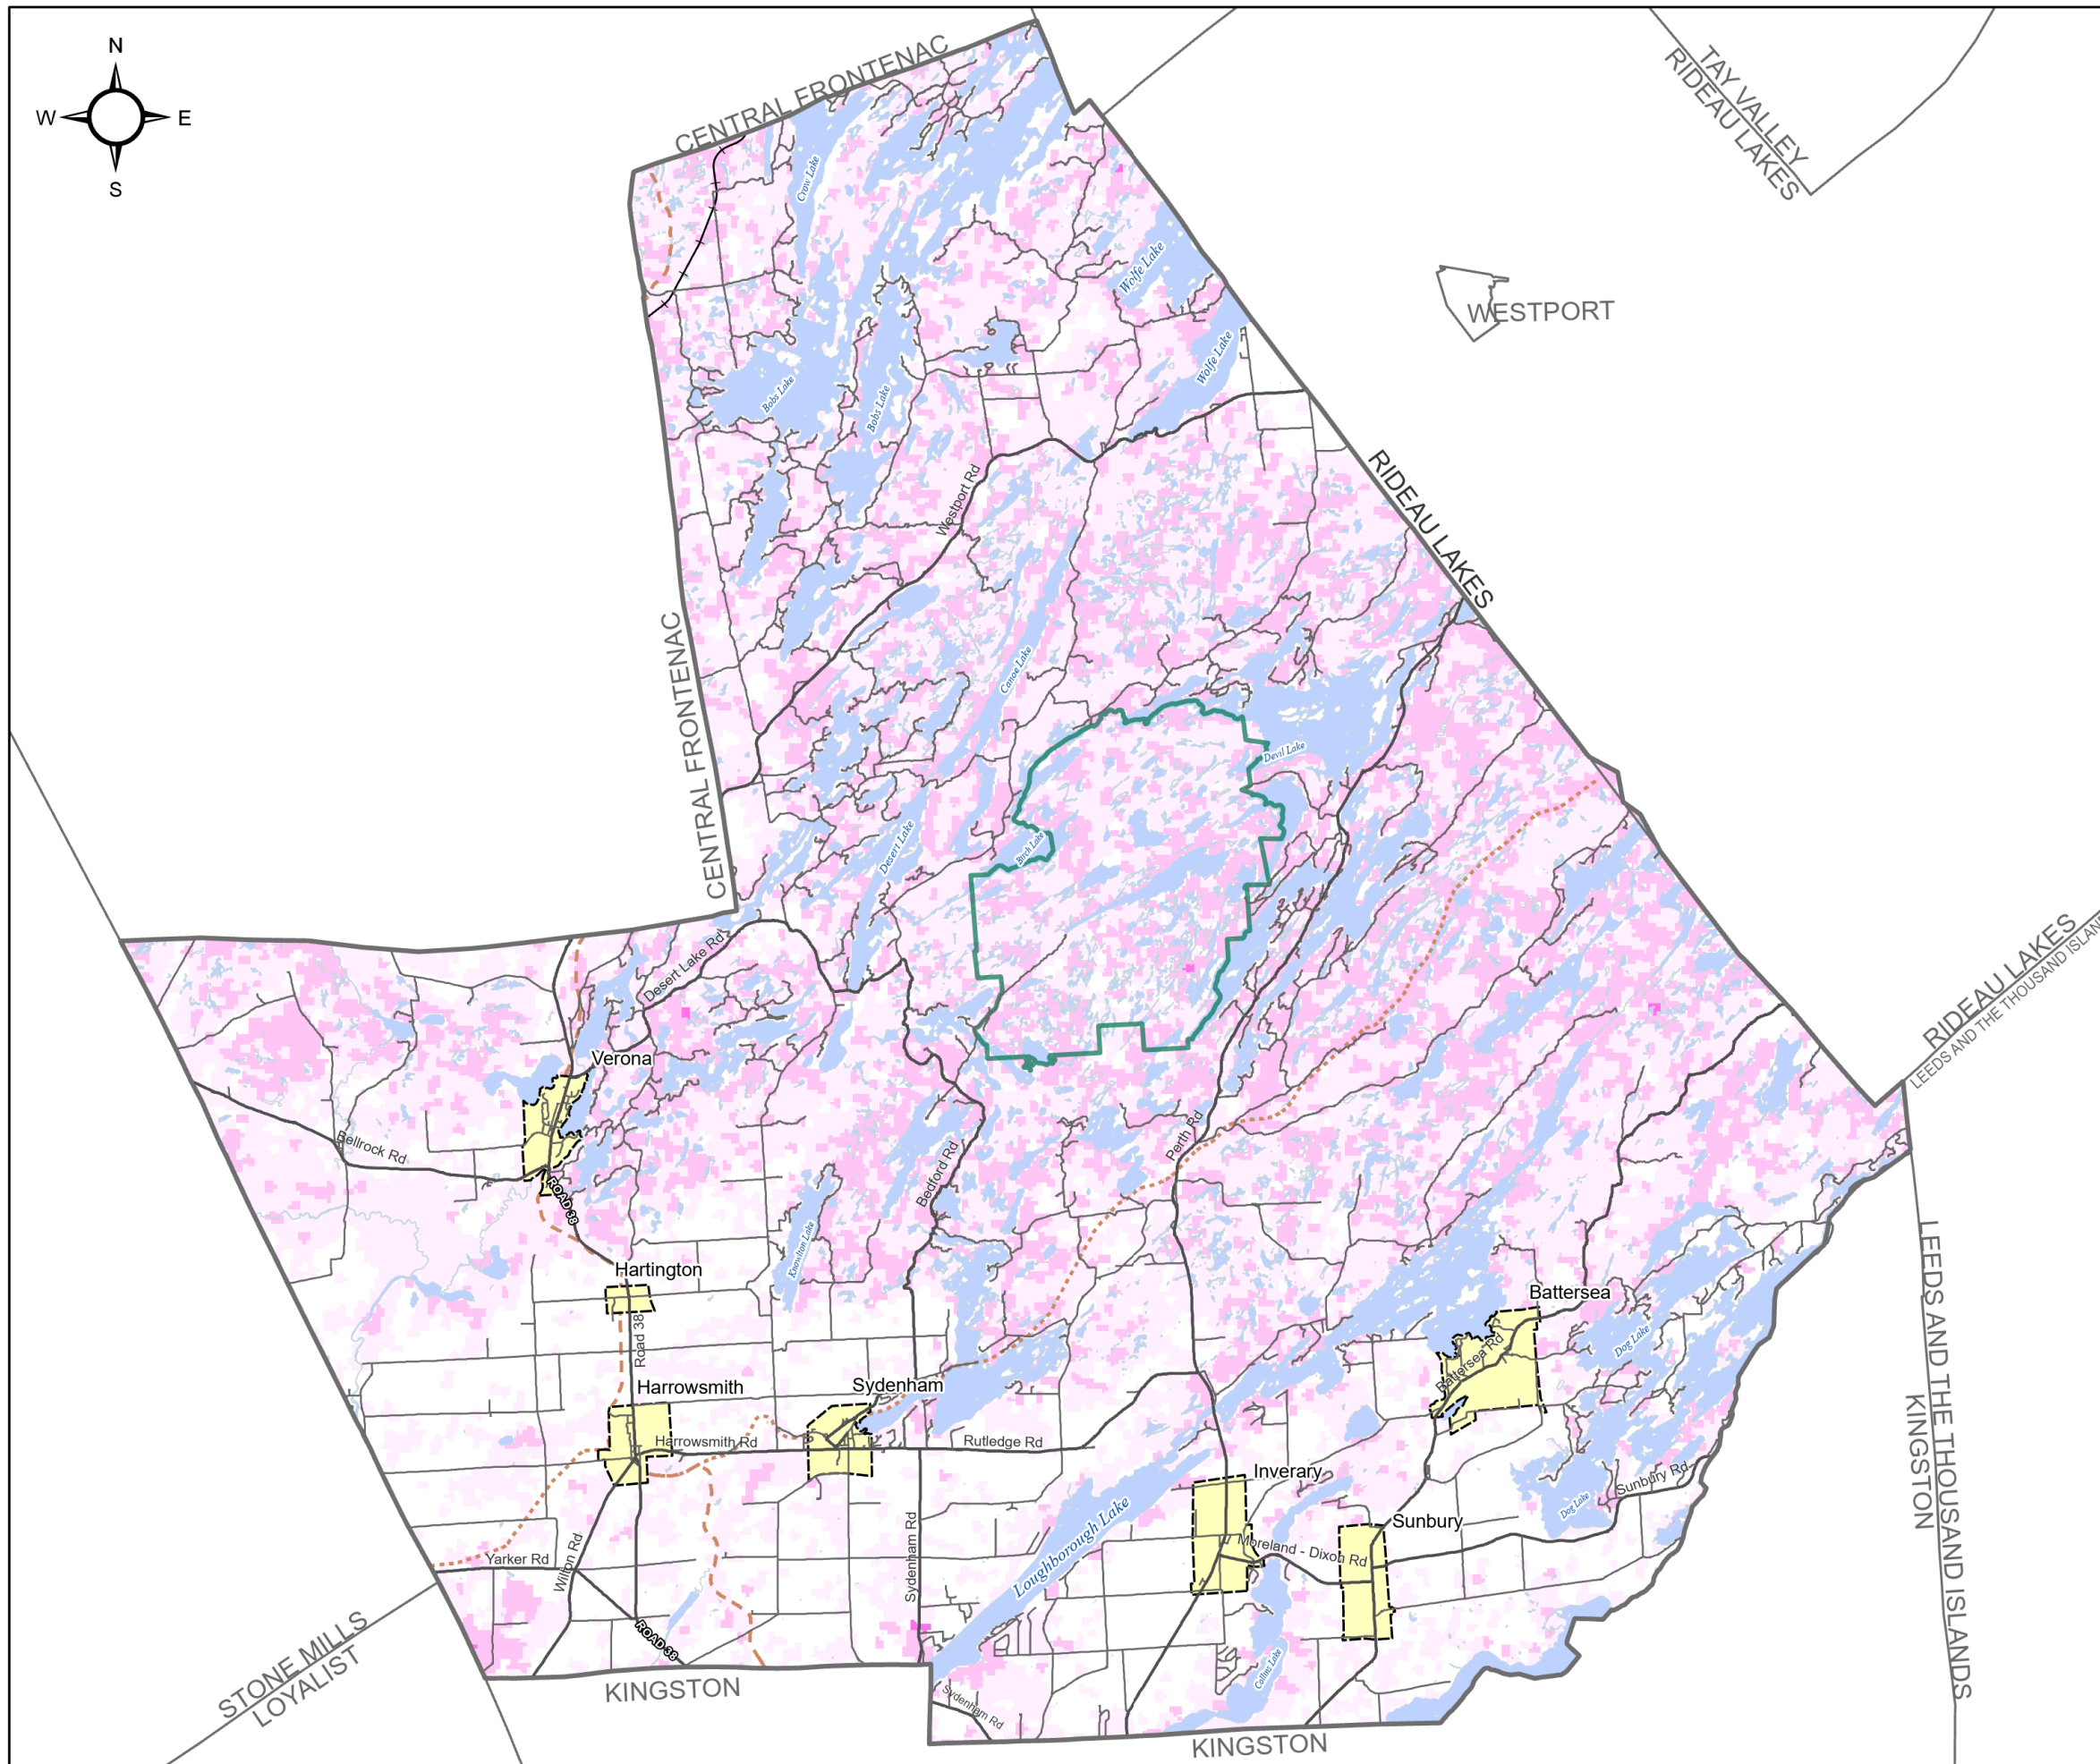 N
W
E
S
CENTRAL FRONTENAC
TAY VALLEY
RIDEAU LAKES
Crow Lake
Wolfe Lake
WESTPORT
Wolfe Lake
Bobs Lake
Bobs Lake
Westport Rd
RIDEAU LAKES
CENTRAL FRONTENAC
Canoe Lake
Devil Lake
Desert Lake
Birch Lake
RIDEAU LAKES
LEEDS AND THE THOUSAND ISLAN
Desert Lake Rd
Verona
Bellrock Rd
Perth Rd
Bedford Rd
ROAD 38
Knowlton Lake
LEEDS AND THE THOUSAND ISLANDS
KINGSTON
Hartington
Road 38
Battersea
Battersea Rd
Dog Lake
Harrowsmith
Sydenham
Harrowsmith Rd
Rutledge Rd
Inverary
Sunbury Rd
Dog Lake
Sunbury
Moreland - Dixon Rd
Loughborough Lake
Sydenham Rd
Yarker Rd
Wilton Rd
ROAD 38
STONE MILLS
LOYALIST
KINGSTON
Collins Lake
Sydenham Rd
KINGSTON